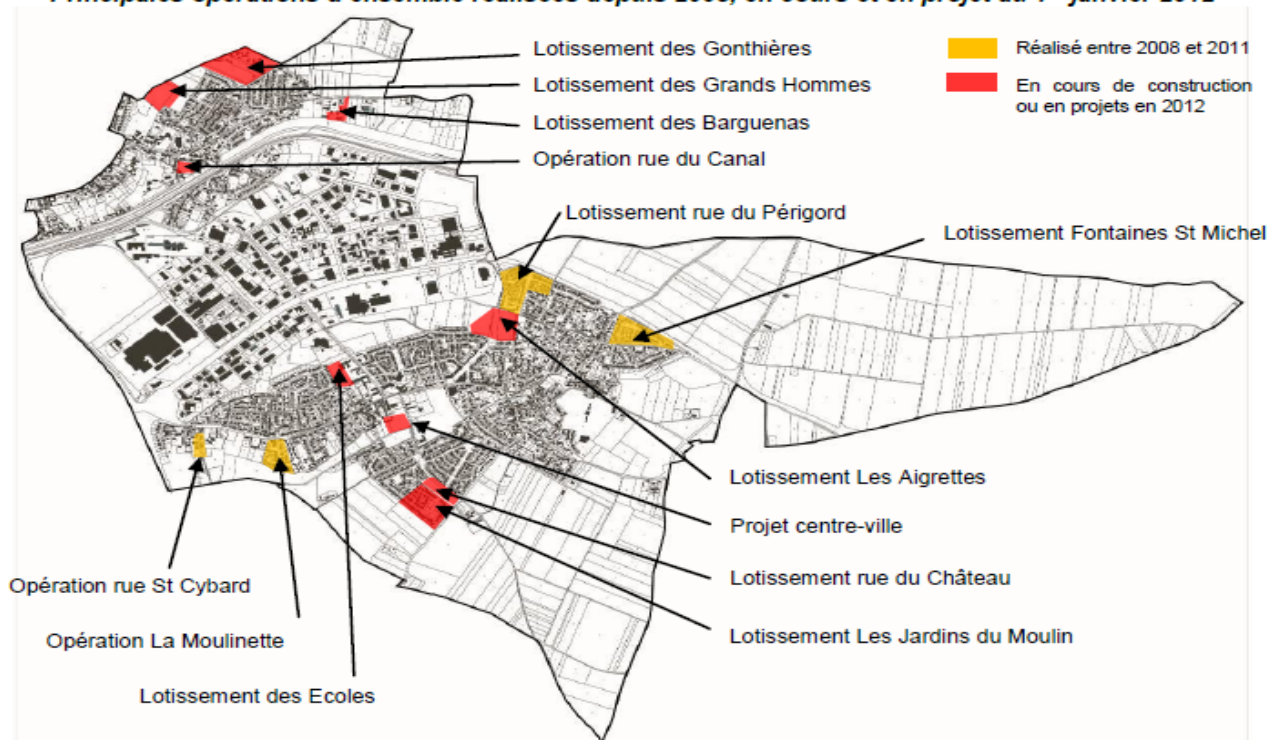 Lotissement des Gonthières
Réalisé entre 2008 et 2011
Lotissement des Grands Hommes
En cours de construction
ou en projets en 2012
Lotissement des Barguenas
Opération rue du Canal
Lotissement rue du Périgord
Lotissement Fontaines St Michel
Lotissement Les Aigrettes
Projet centre-ville
Lotissement rue du Château
Lotissement Les Jardins du Moulin
Opération rue St Cybard
Opération La Moulinette
Lotissement des Ecoles